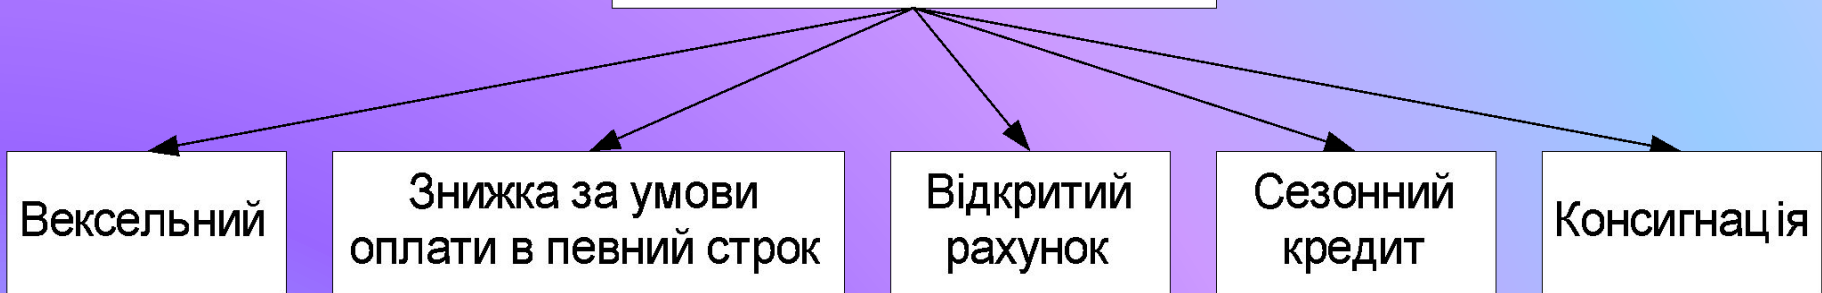 Вексельний
Знижка за умови
оплати в певний строк
Відкритий
рахунок
Сезонний
кредит
Консигнація